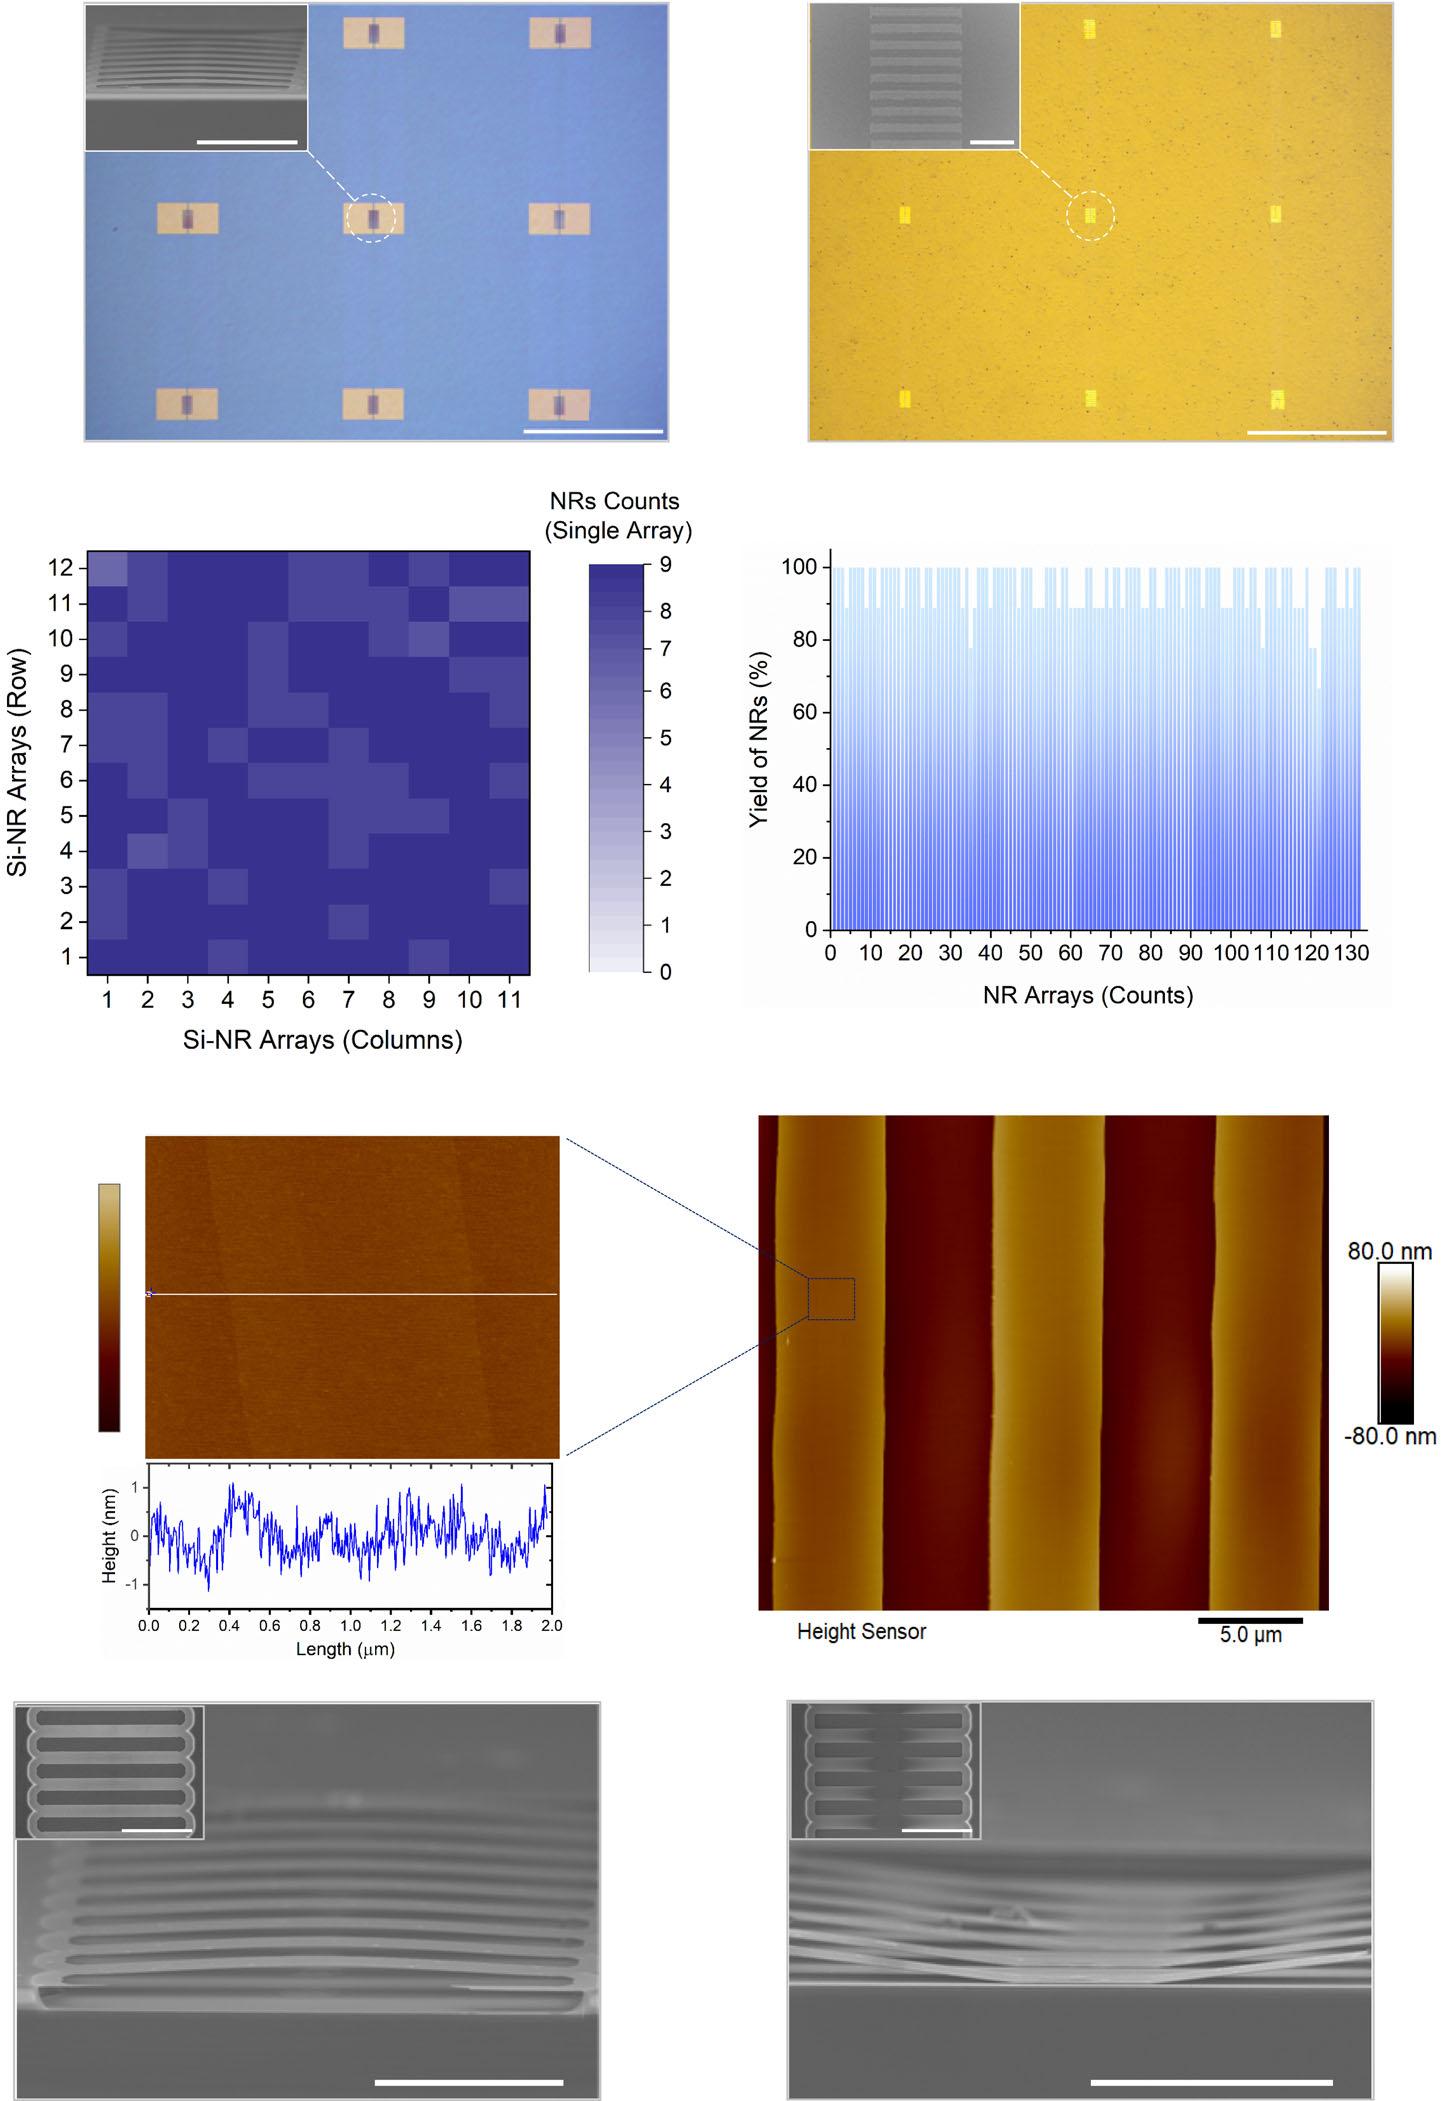 NRs Counts
(Single Array)
9
8
7
6
5
4
3
2
1
0
Si-NR Arrays (Row)
12
11
10
9
8
7
6
5
4
3
2
1
1 2 3 4 5 6 7 8 9 10 11
Si-NR Arrays (Columns)
Yield of NRs (%)
100
80
60
40
20
0
0 10 20 30 40 50 60 70 80 90 100 110 120 130
NR Arrays (Counts)
80.0 nm
-80.0 nm
Height Sensor
5.0 µm
Height (nm)
1
0
-1
0.0 0.2 0.4 0.6 0.8 1.0 1.2 1.4 1.6 1.8 2.0
Length (µm)